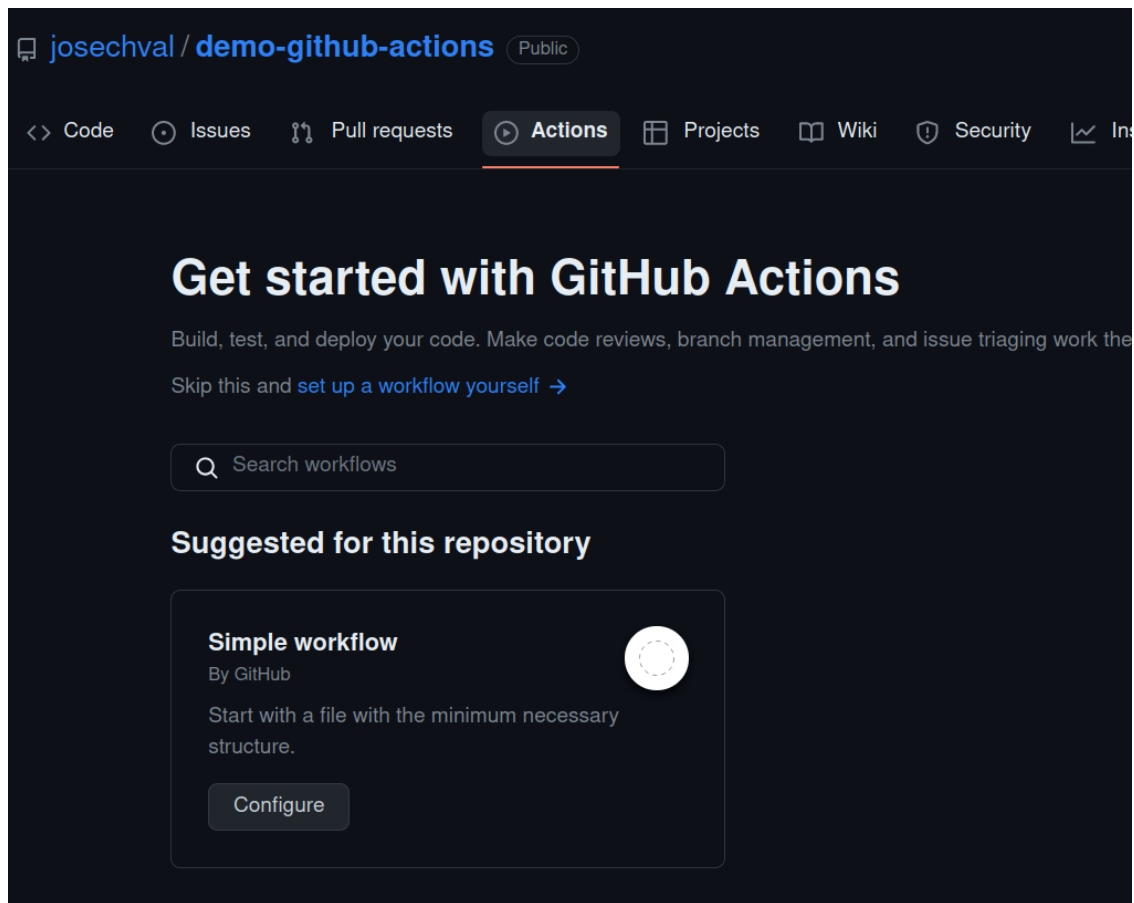 josechval / demo-github-actions Public
Code Issues Pull requests Actions Projects Wiki Security
Get started with GitHub Actions
Build, test, and deploy your code. Make code reviews, branch management, and issue triaging work the
Skip this and set up a workflow yourself →
Search workflows
Suggested for this repository
Simple workflow
By GitHub
Start with a file with the minimum necessary
structure.
Configure